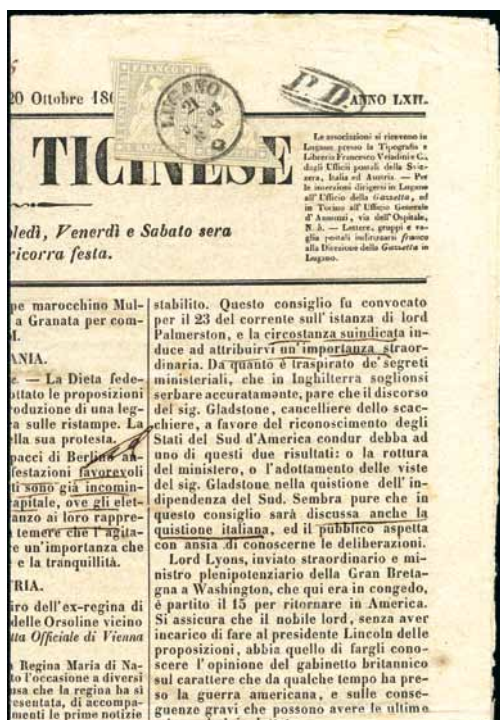 20 Ottobre 186
FRANCO
LUGANO
21
P.D.
ANNO LXII.
TICINESE
Le associazioni si ricevono in
Lugano presso la Tipografia e
Libreria Francesco Veladini e C.,
dagli Ufficii postali della Sviz-
zera, Italia ed Austria. — Per
le inserzioni dirigersi in Lugano
all' Ufficio della Gazzetta, ed
in Torino all' Ufficio Generale
d' Annunzi, via dell' Ospitale,
N. 5. — Lettere, gruppi e va-
glia postali indirizzarsi franco
alla Direzione della Gazzetta in
Lugano.
oledì, Venerdì e Sabato sera
ricorra festa.
pe marocchino Mul-
a Granata per com-
M.
ANIA.
— La Dieta fede-
ottato le proposizioni
oduzione di una leg-
a sulle ristampe. La
ella sua protesta.
pacci di Berlino an-
festazioni favorevoli
ti sono già incomin-
capitale, ove gli elet-
anzo ai loro rappre-
temere che l'agita-
re un'importanza che
e la tranquillità.
RIA.
iro dell'ex-regina di
delle Orsoline vicino
tta Officiale di Vienna
Regina Maria di Na-
to l'occasione a diversi
usa che la regina ha sì
esentata, di accompa-
menti le prime notizie
stabilito. Questo consiglio fu convocato
per il 23 del corrente sull'istanza di lord
Palmerston, e la circostanza suindicata in-
duce ad attribuirvi un'importanza straor-
dinaria. Da quanto è traspirato de' segreti
ministeriali, che in Inghilterra soglionsi
serbare accuratamente, pare che il discorso
del sig. Gladstone, cancelliere dello scac-
chiere, a favore del riconoscimento degli
Stati del Sud d'America condur debba ad
uno di questi due risultati: o la rottura
del ministero, o l'adottamento delle viste
del sig. Gladstone nella quistione dell'in-
dipendenza del Sud. Sembra pure che in
questo consiglio sarà discussa anche la
quistione italiana, ed il pubblico aspetta
con ansia di conoscerne le deliberazioni.
Lord Lyons, inviato straordinario e mi-
nistro plenipotenziario della Gran Breta-
gna a Washington, che qui era in congedo,
è partito il 15 per ritornare in America.
Si assicura che il nobile lord, senza aver
incarico di fare al presidente Lincoln delle
proposizioni, abbia quello di fargli cono-
scere l'opinione del gabinetto britannico
sul carattere che da qualche tempo ha pre-
so la guerra americana, e sulle conse-
guenze gravi che possono avere le ultime